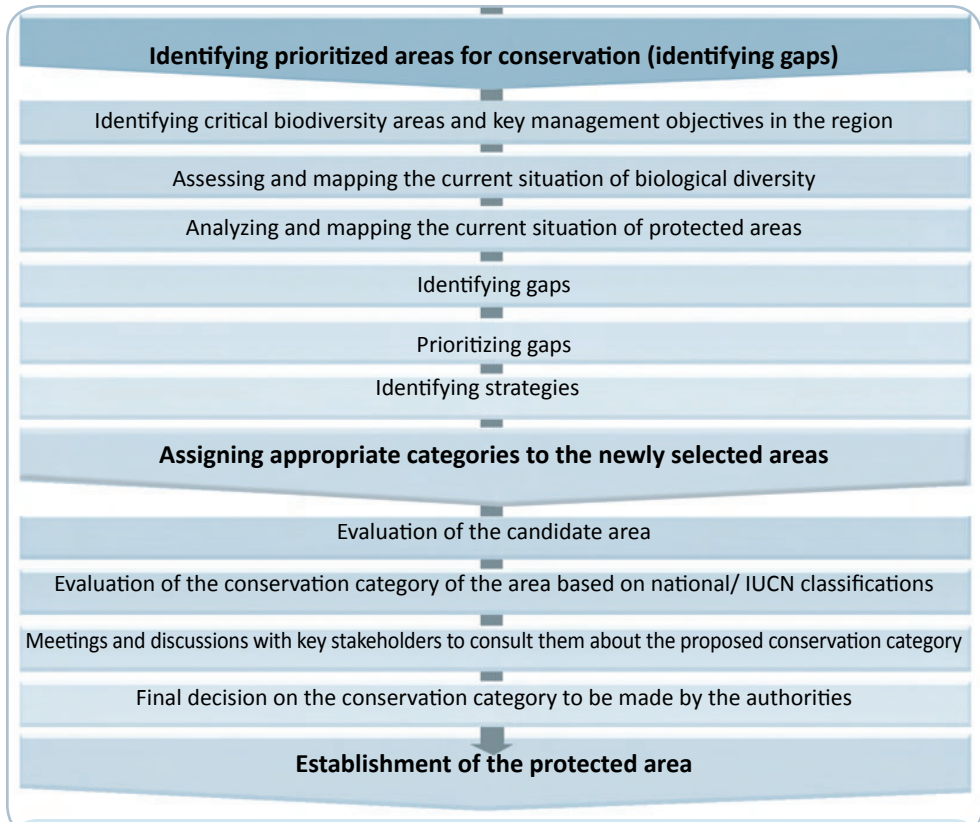 Identifying prioritized areas for conservation (identifying gaps)
Identifying critical biodiversity areas and key management objectives in the region
Assessing and mapping the current situation of biological diversity
Analyzing and mapping the current situation of protected areas
Identifying gaps
Prioritizing gaps
Identifying strategies
Assigning appropriate categories to the newly selected areas
Evaluation of the candidate area
Evaluation of the conservation category of the area based on national/ IUCN classifications
Meetings and discussions with key stakeholders to consult them about the proposed conservation category
Final decision on the conservation category to be made by the authorities
Establishment of the protected area